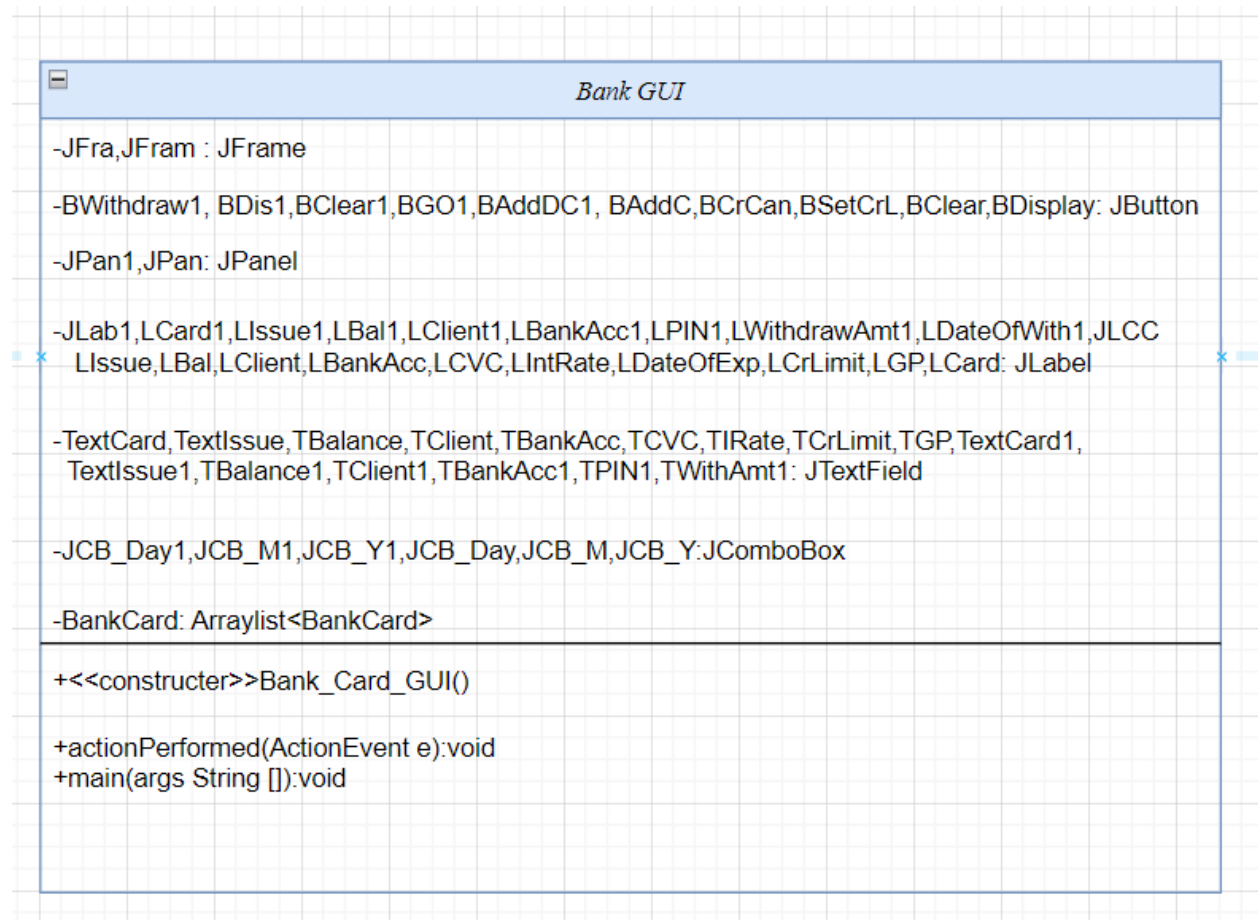 Bank GUI
-JFra,JFram : JFrame
-BWithdraw1, BDis1,BClear1,BGO1,BAddDC1, BAddC,BCrCan,BSetCrL,BClear,BDisplay: JButton
-JPan1,JPan: JPanel
-JLab1,LCard1,LIssue1,LBal1,LClient1,LBankAcc1,LPIN1,LWithdrawAmt1,LDateOfWith1,JLCC
LIssue,LBal,LClient,LBankAcc,LCVC,LIntRate,LDateOfExp,LCrLimit,LGP,LCard: JLabel
-TextCard,TextIssue,TBalance,TClient,TBankAcc,TCVC,TIRate,TCrLimit,TGP,TextCard1,
TextIssue1,TBalance1,TClient1,TBankAcc1,TPIN1,TWithAmt1: JTextField
-JCB_Day1,JCB_M1,JCB_Y1,JCB_Day,JCB_M,JCB_Y:JComboBox
-BankCard: Arraylist<BankCard>
+<<constructer>>Bank_Card_GUI()
+actionPerformed(ActionEvent e):void
+main(args String []):void